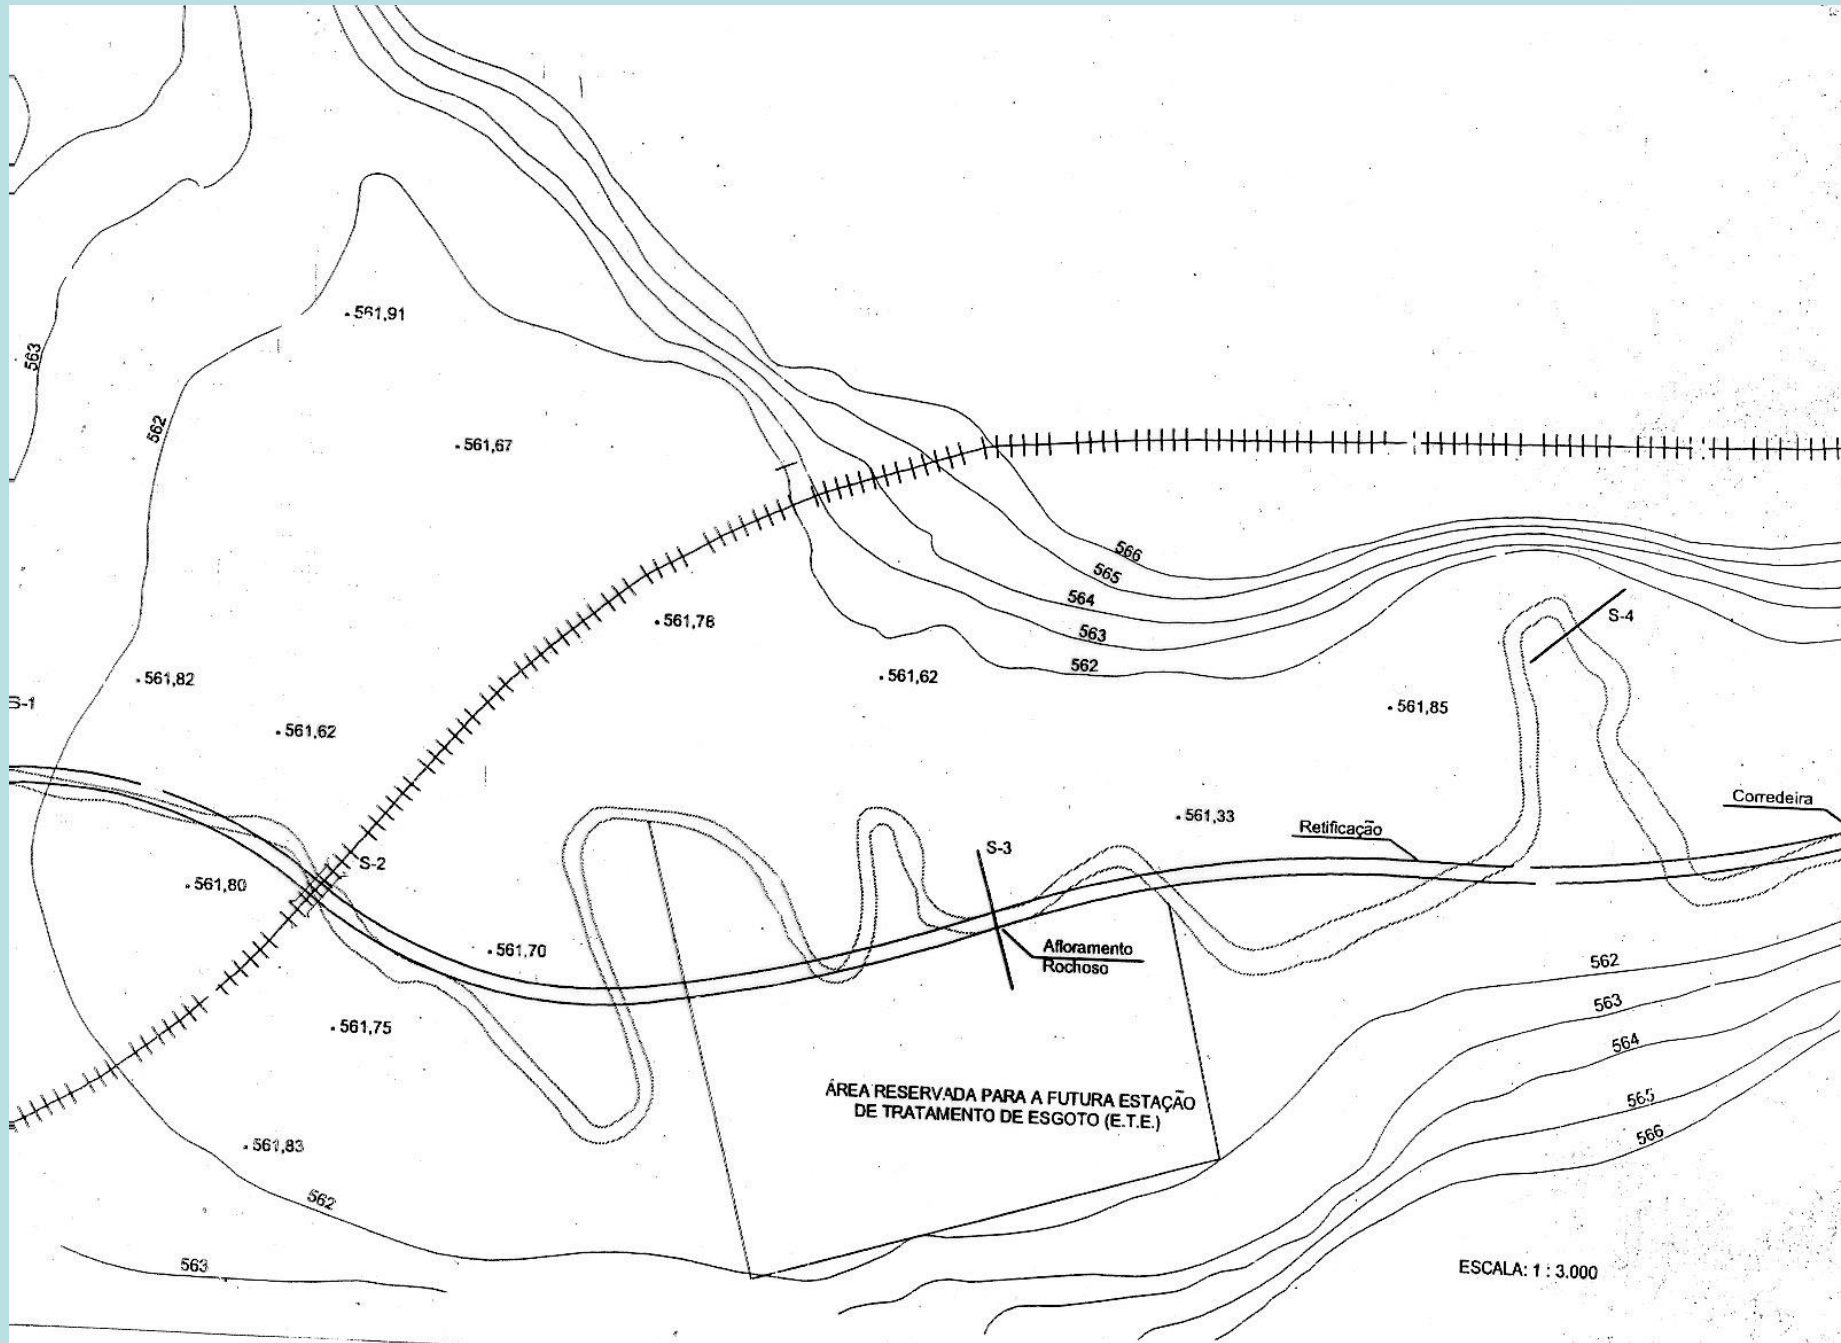 561,91
563
562
561,67
566
565
564
563
562
561,78
S-4
561,82
561,62
S-1
561,85
561,62
Corredeira
561,33
Retificação
S-3
S-2
561,80
561,70
Afloramento
Rochoso
562
563
561,75
564
ÁREA RESERVADA PARA A FUTURA ESTAÇÃO
DE TRATAMENTO DE ESGOTO (E.T.E.)
565
566
561,83
562
563
ESCALA: 1 : 3.000